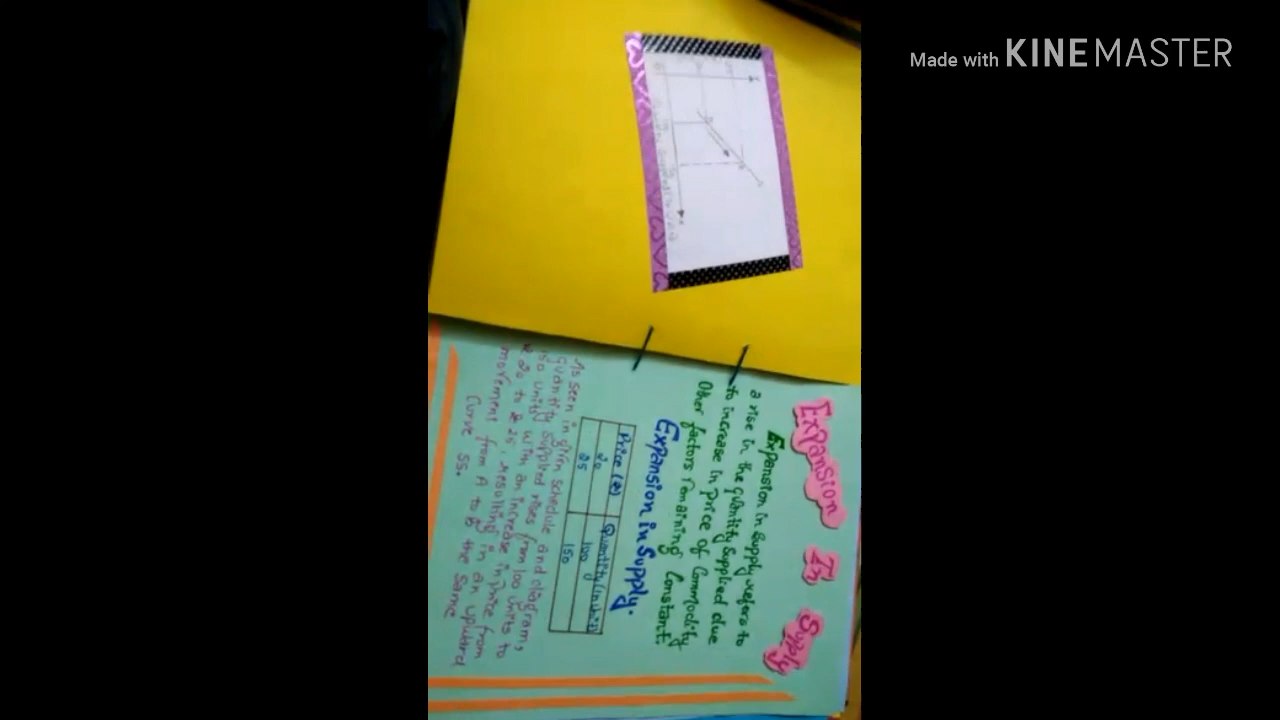 Made with KINEMASTER
Expansion In Supply
Expansion in supply refers to
a rise in the quantity supplied due
to increase in price of Commodity
Other factors remaining Constant.
Expansion in Supply.
Price (₹) Quantity (in units)
20 100
25 150
As seen in given schedule and diagram,
quantity supplied rises from 100 units to
150 units with an increase in price from
₹ 20 to ₹ 25, resulting in an upward
movement from A to B the same
Curve SS.